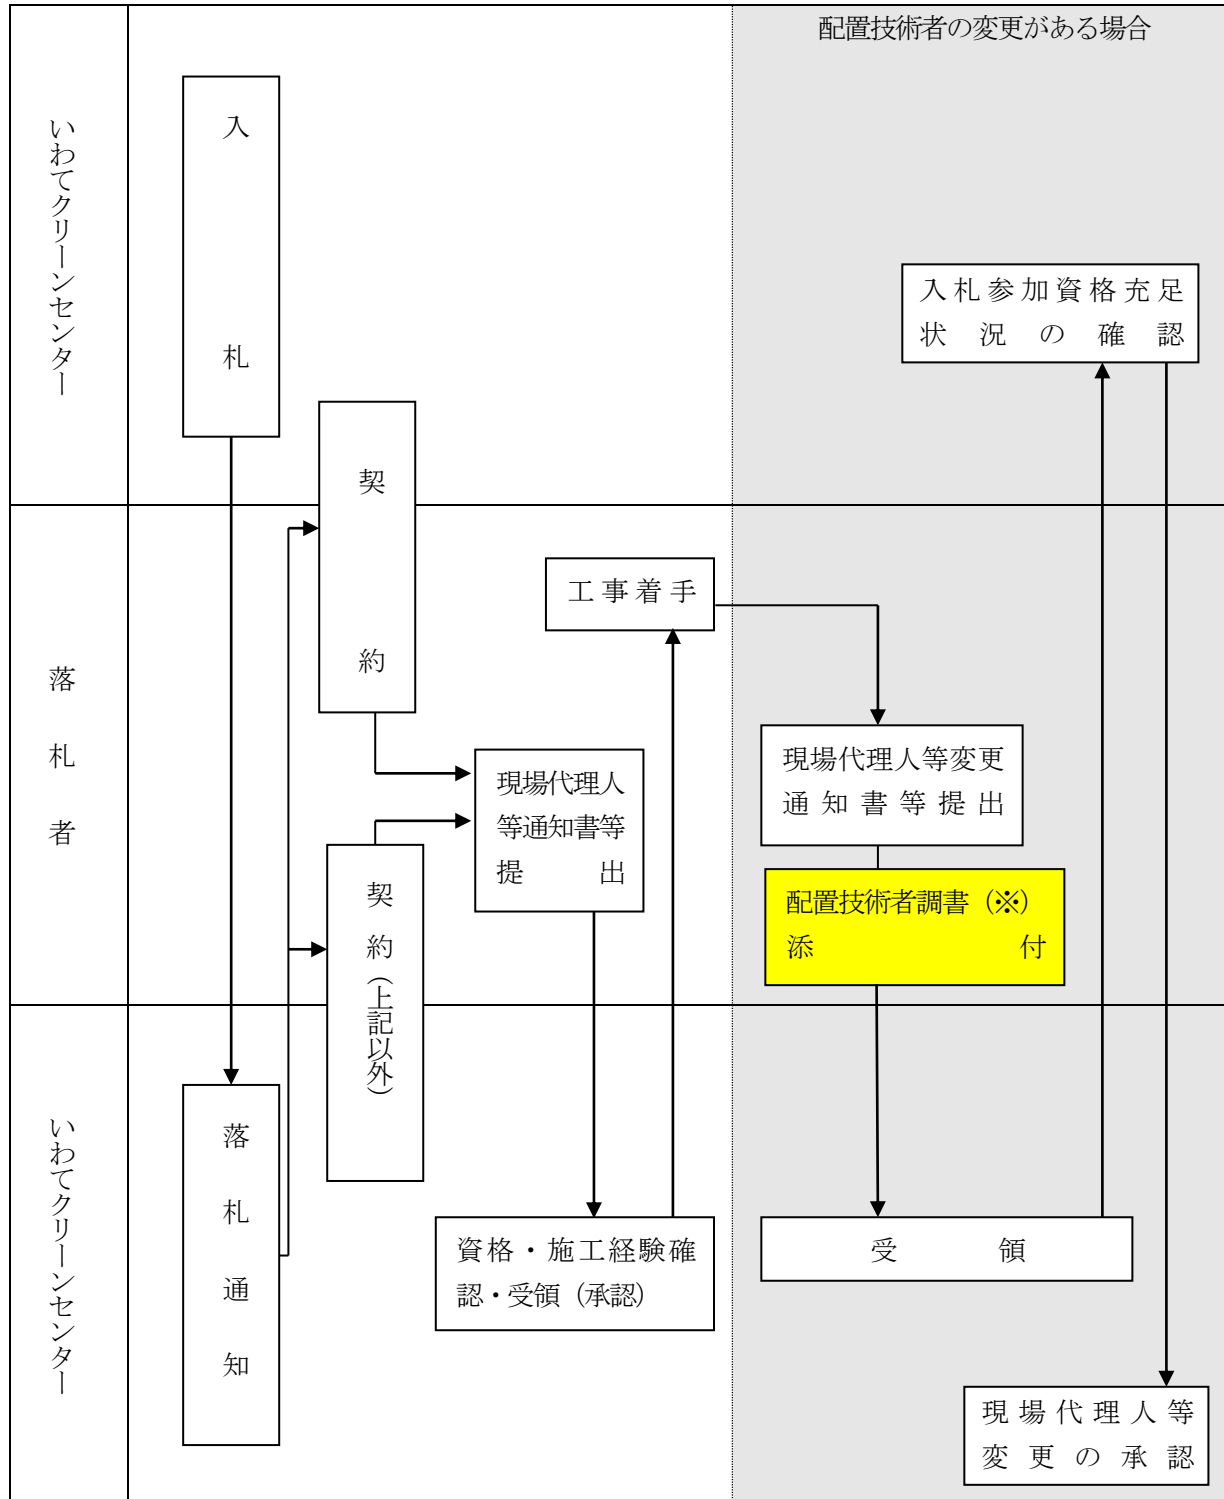 配置技術者の変更がある場合
いわてクリーンセンター
入札
入札参加資格充足
状況の確認
契約
落札者
工事着手
現場代理人
等通知書等
提出
現場代理人等変更
通知書等提出
配置技術者調書（※）
添付
契約（上記以外）
いわてクリーンセンター
落札通知
資格・施工経験確
認・受領（承認）
受領
現場代理人等
変更の承認